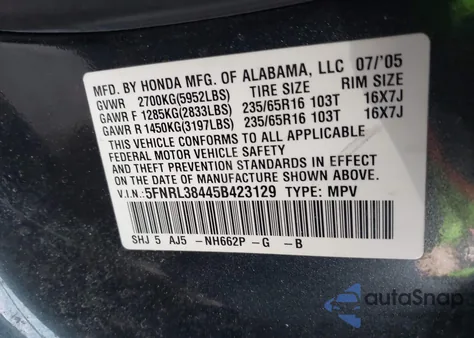 MFD. BY HONDA MFG. OF ALABAMA, LLC 07/'05
GVWR 2700KG(5952LBS) TIRE SIZE RIM SIZE
GAWR F 1285KG(2833LBS) 235/65R16 103T 16X7J
GAWR R 1450KG(3197LBS) 235/65R16 103T 16X7J
THIS VEHICLE CONFORMS TO ALL APPLICABLE
FEDERAL MOTOR VEHICLE SAFETY AND
THEFT PREVENTION STANDARDS IN EFFECT ON
THE DATE OF MANUFACTURE SHOWN ABOVE.
V.I.N.: 5FNRL38445B423129 TYPE: MPV
SHJ 5 AJ5 -NH662P -G -B
autoSnap